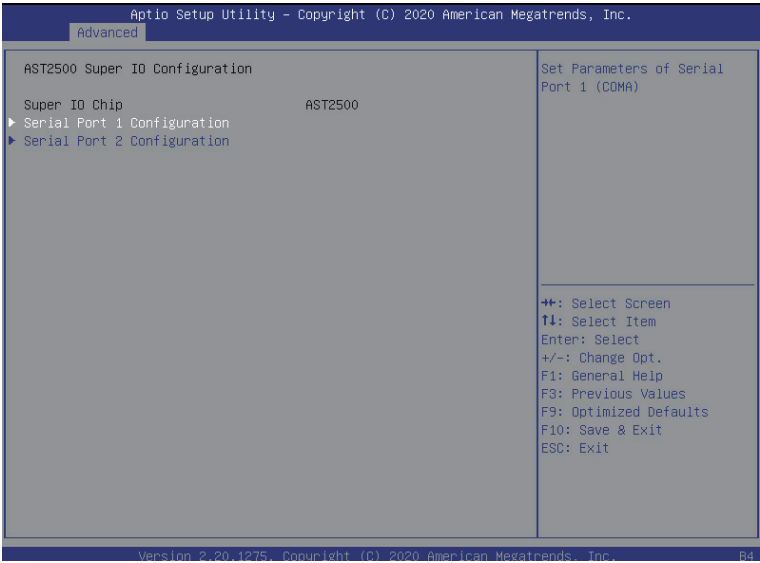 Aptio Setup Utility – Copyright (C) 2020 American Megatrends, Inc.
Advanced
AST2500 Super IO Configuration
Super IO Chip AST2500
Serial Port 1 Configuration
Serial Port 2 Configuration
Set Parameters of Serial
Port 1 (COMA)
→←: Select Screen
↑↓: Select Item
Enter: Select
+/-: Change Opt.
F1: General Help
F3: Previous Values
F9: Optimized Defaults
F10: Save & Exit
ESC: Exit
Version 2.20.1275. Copyright (C) 2020 American Megatrends, Inc.
B4